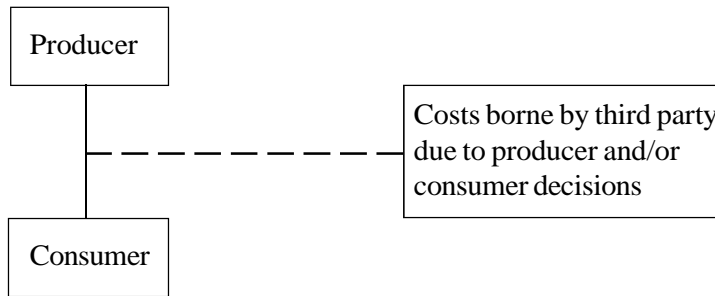 Producer
Costs borne by third party
due to producer and/or
consumer decisions
Consumer